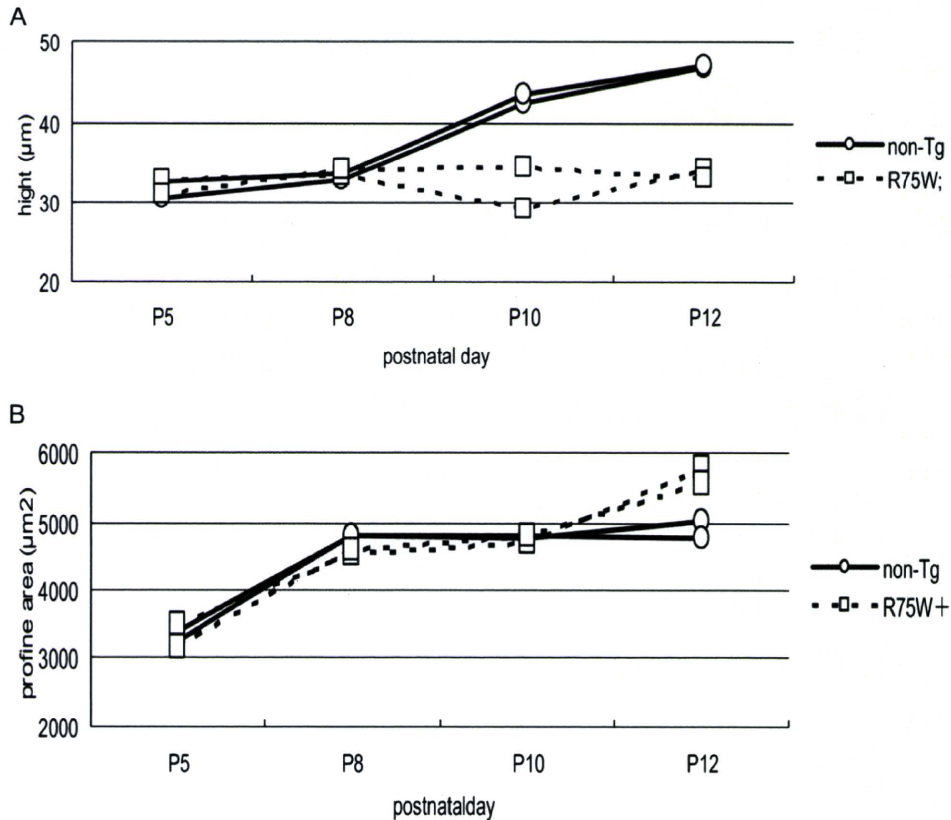 A
50
40
30
20
hight (µm)
P5 P8 P10 P12
postnatal day
non-Tg
R75W;
B
6000
5000
4000
3000
2000
profine area (µm2)
P5 P8 P10 P12
postnatalday
non-Tg
R75W+